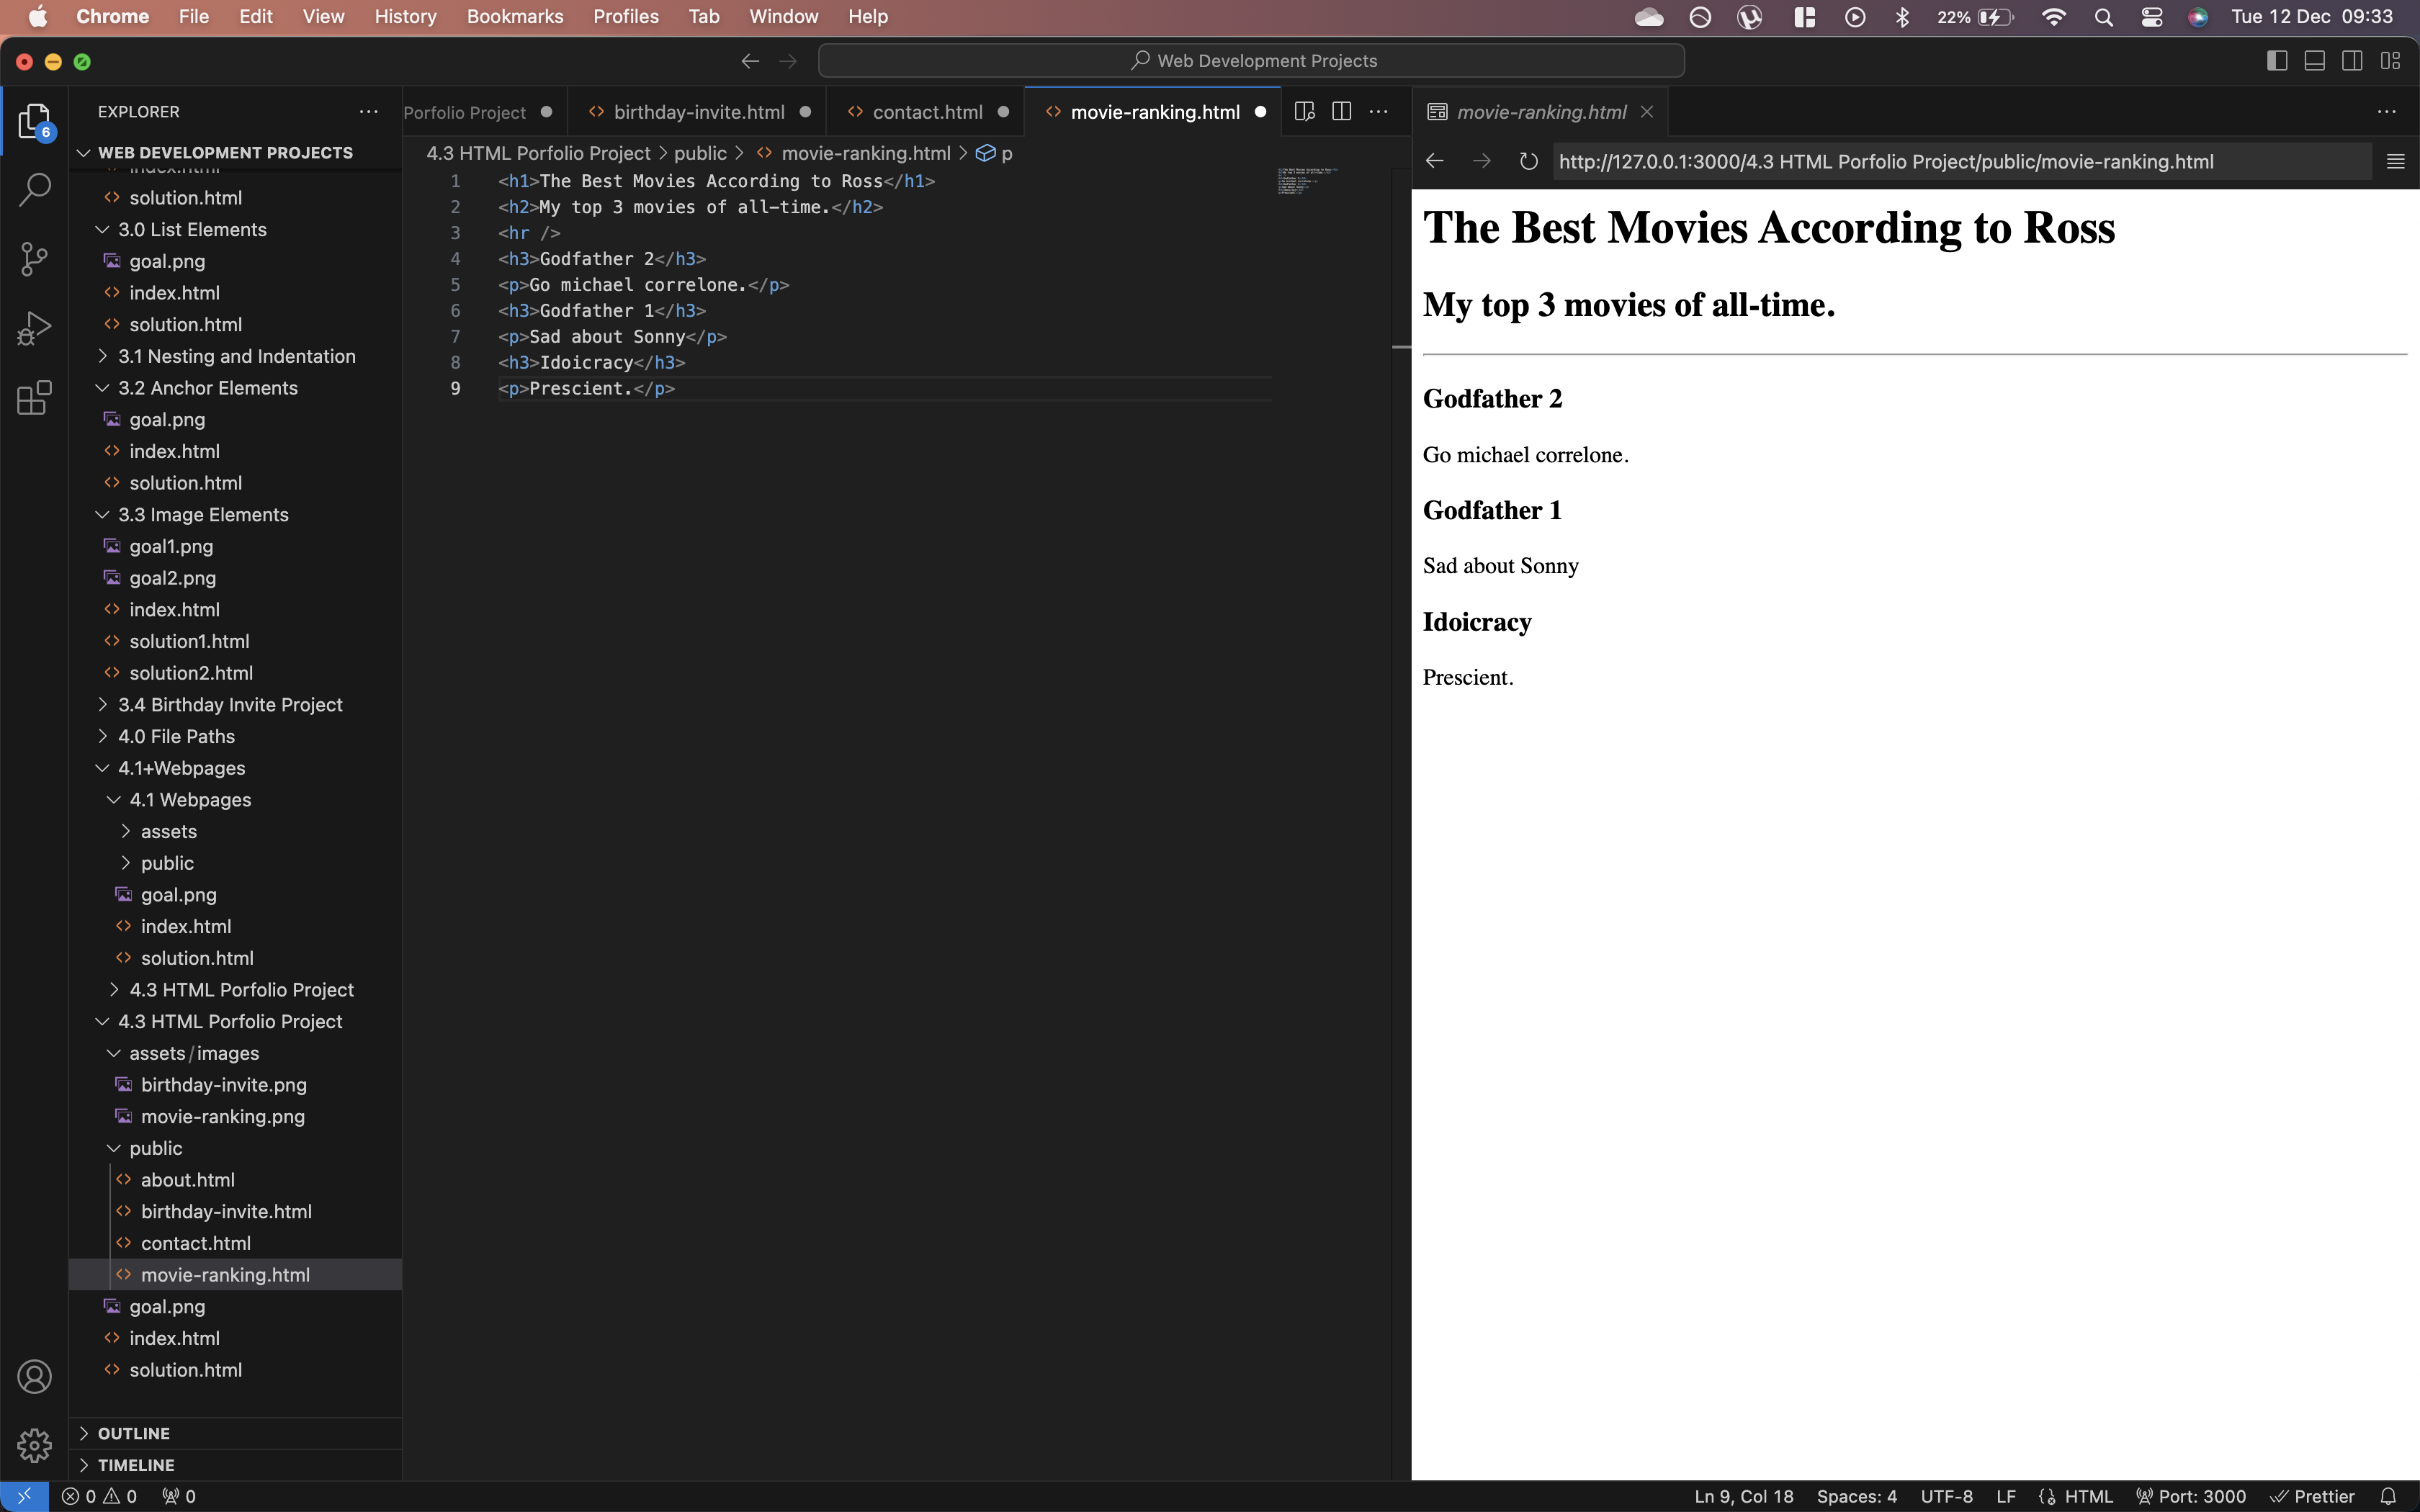 Chrome File Edit View History Bookmarks Profiles Tab Window Help 22% Tue 12 Dec 09:33
Web Development Projects
EXPLORER
6
WEB DEVELOPMENT PROJECTS
index.html
solution.html
3.0 List Elements
goal.png
index.html
solution.html
3.1 Nesting and Indentation
3.2 Anchor Elements
goal.png
index.html
solution.html
3.3 Image Elements
goal1.png
goal2.png
index.html
solution1.html
solution2.html
3.4 Birthday Invite Project
4.0 File Paths
4.1+Webpages
4.1 Webpages
assets
public
goal.png
index.html
solution.html
4.3 HTML Porfolio Project
4.3 HTML Porfolio Project
assets/images
birthday-invite.png
movie-ranking.png
public
about.html
birthday-invite.html
contact.html
movie-ranking.html
goal.png
index.html
solution.html
OUTLINE
TIMELINE
Porfolio Project birthday-invite.html contact.html movie-ranking.html
4.3 HTML Porfolio Project > public > movie-ranking.html > p
1 <h1>The Best Movies According to Ross</h1>
2 <h2>My top 3 movies of all-time.</h2>
3 <hr />
4 <h3>Godfather 2</h3>
5 <p>Go michael correlone.</p>
6 <h3>Godfather 1</h3>
7 <p>Sad about Sonny</p>
8 <h3>Idoicracy</h3>
9 <p>Prescient.</p>
movie-ranking.html
http://127.0.0.1:3000/4.3 HTML Porfolio Project/public/movie-ranking.html
The Best Movies According to Ross
My top 3 movies of all-time.
Godfather 2
Go michael correlone.
Godfather 1
Sad about Sonny
Idoicracy
Prescient.
0 0 0 Ln 9, Col 18 Spaces: 4 UTF-8 LF HTML Port: 3000 Prettier